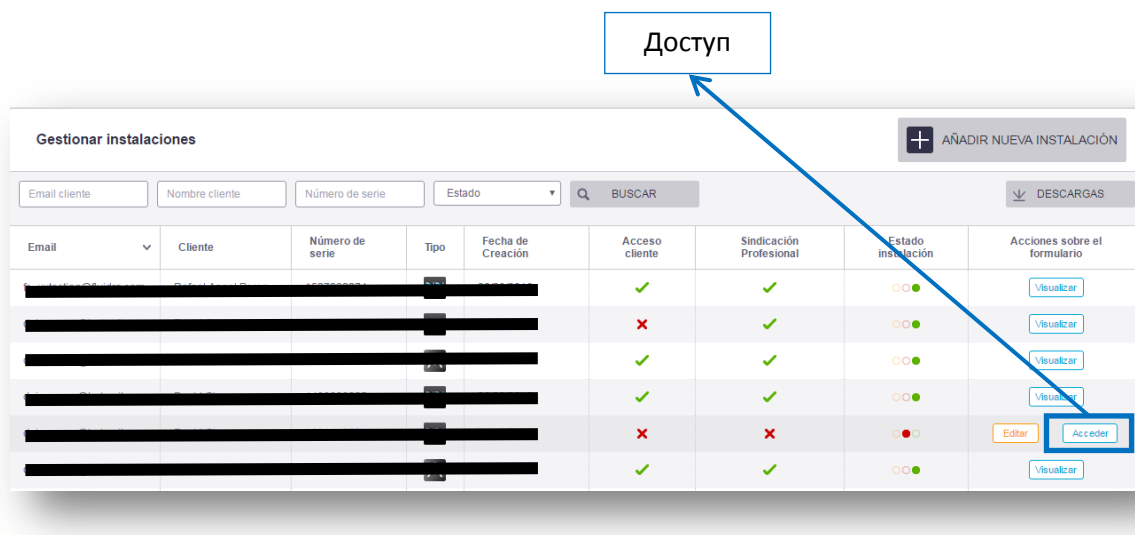 Доступ
Gestionar instalaciones
AÑADIR NUEVA INSTALACIÓN
Email cliente Nombre cliente Número de serie Estado BUSCAR DESCARGAS
Email Cliente Número de serie Tipo Fecha de Creación Acceso cliente Sindicación Profesional Estado instalación Acciones sobre el formulario
Visualizar
Visualizar
Visualizar
Visualizar
Editar Acceder
Visualizar